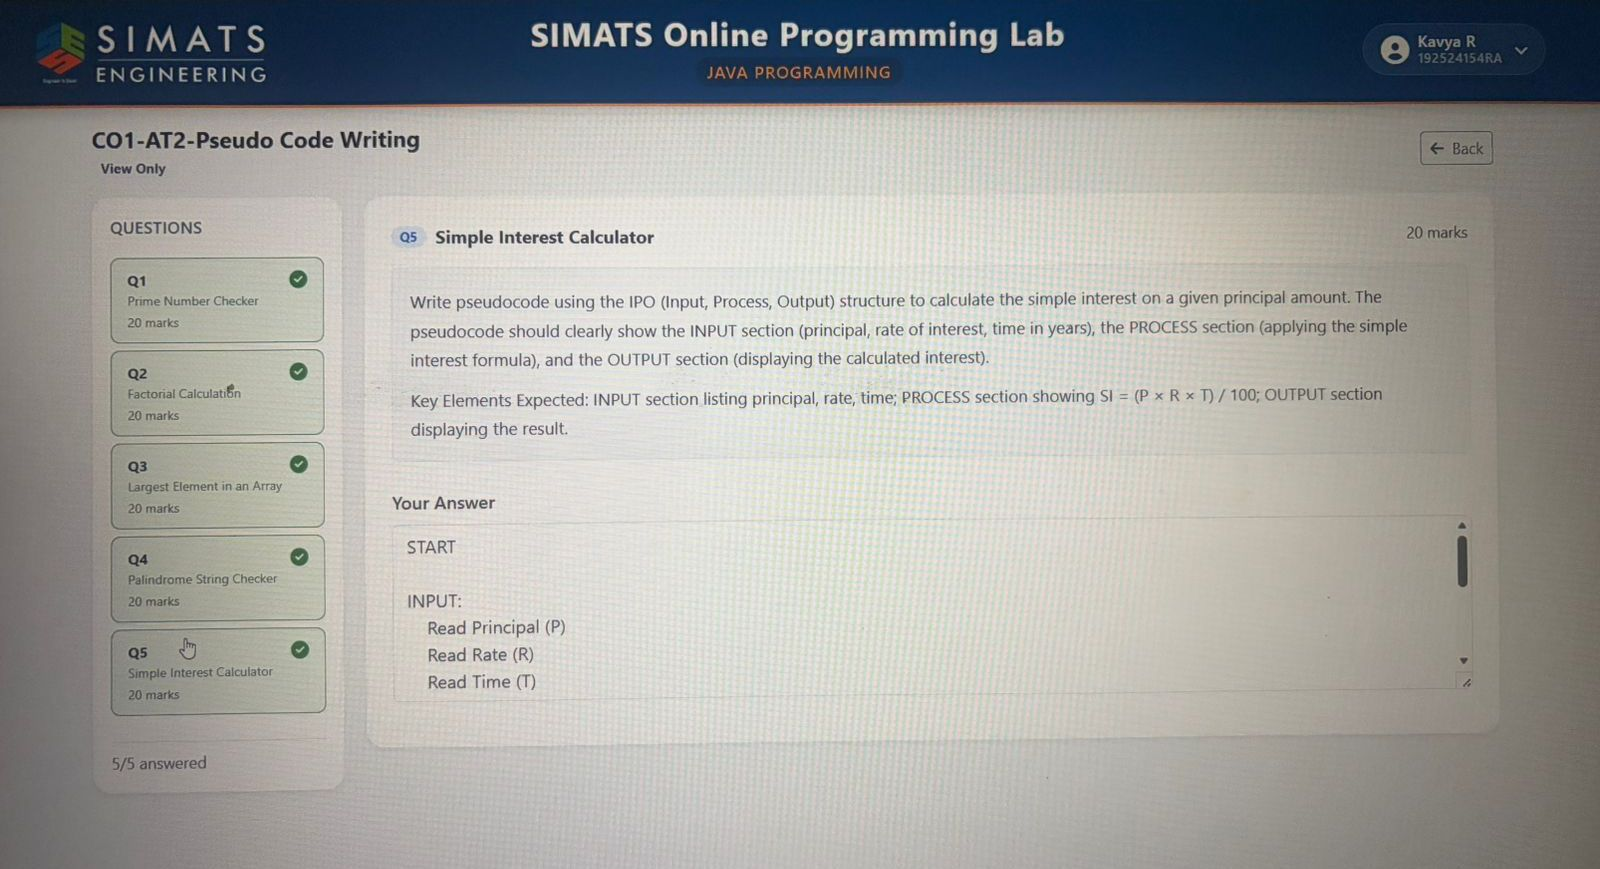 SIMATS
ENGINEERING
SIMATS Online Programming Lab
JAVA PROGRAMMING
Kavya R
192524154RA
CO1-AT2-Pseudo Code Writing
View Only
← Back
QUESTIONS
Q1
Prime Number Checker
20 marks
Q2
Factorial Calculation
20 marks
Q3
Largest Element in an Array
20 marks
Q4
Palindrome String Checker
20 marks
Q5
Simple Interest Calculator
20 marks
5/5 answered
Q5 Simple Interest Calculator
20 marks
Write pseudocode using the IPO (Input, Process, Output) structure to calculate the simple interest on a given principal amount. The
pseudocode should clearly show the INPUT section (principal, rate of interest, time in years), the PROCESS section (applying the simple
interest formula), and the OUTPUT section (displaying the calculated interest).
Key Elements Expected: INPUT section listing principal, rate, time; PROCESS section showing SI = (P × R × T) / 100; OUTPUT section
displaying the result.
Your Answer
START
INPUT:
Read Principal (P)
Read Rate (R)
Read Time (T)